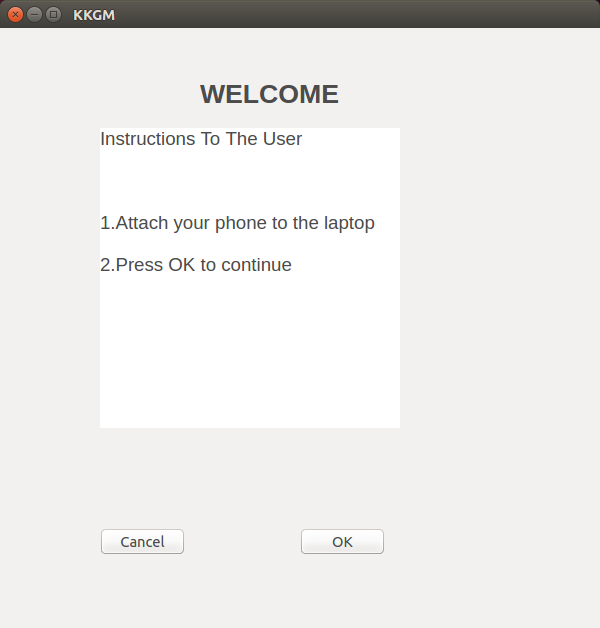 KKGM
WELCOME
Instructions To The User
1.Attach your phone to the laptop
2.Press OK to continue
Cancel
OK